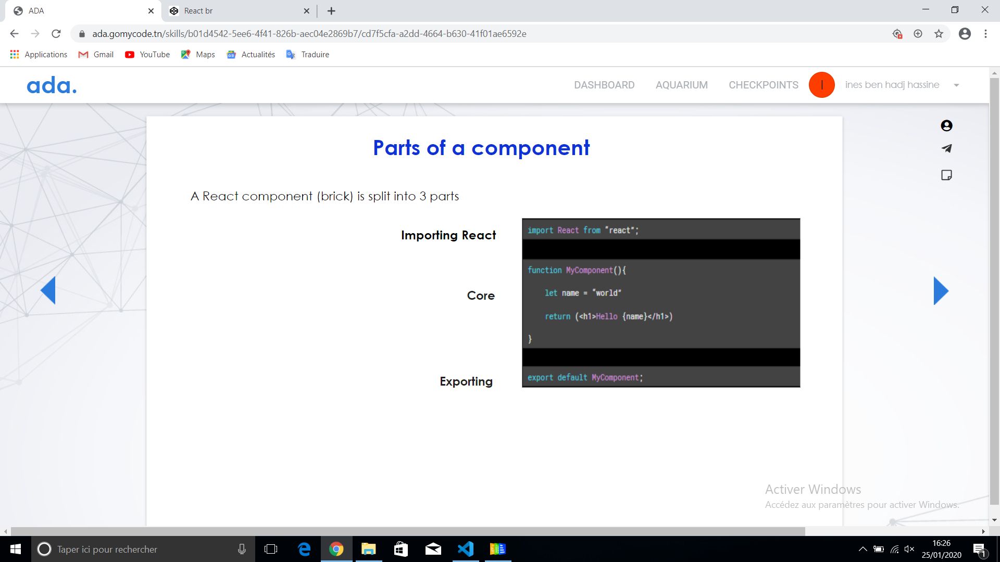 ADA
React br
ada.gomycode.tn/skills/b01d4542-5ee6-4f41-826b-aec04e2869b7/cd7f5cfa-a2dd-4664-b630-41f01ae6592e
Applications Gmail YouTube Maps Actualités Traduire
ada.
DASHBOARD AQUARIUM CHECKPOINTS I ines ben hadj hassine
Parts of a component
A React component (brick) is split into 3 parts
Importing React
import React from “react”;
function MyComponent(){
let name = “world”
Core
return (<h1>Hello {name}</h1>)
}
Exporting
export default MyComponent;
Activer Windows
Accédez aux paramètres pour activer Windows.
Taper ici pour rechercher
16:26
25/01/2020
1